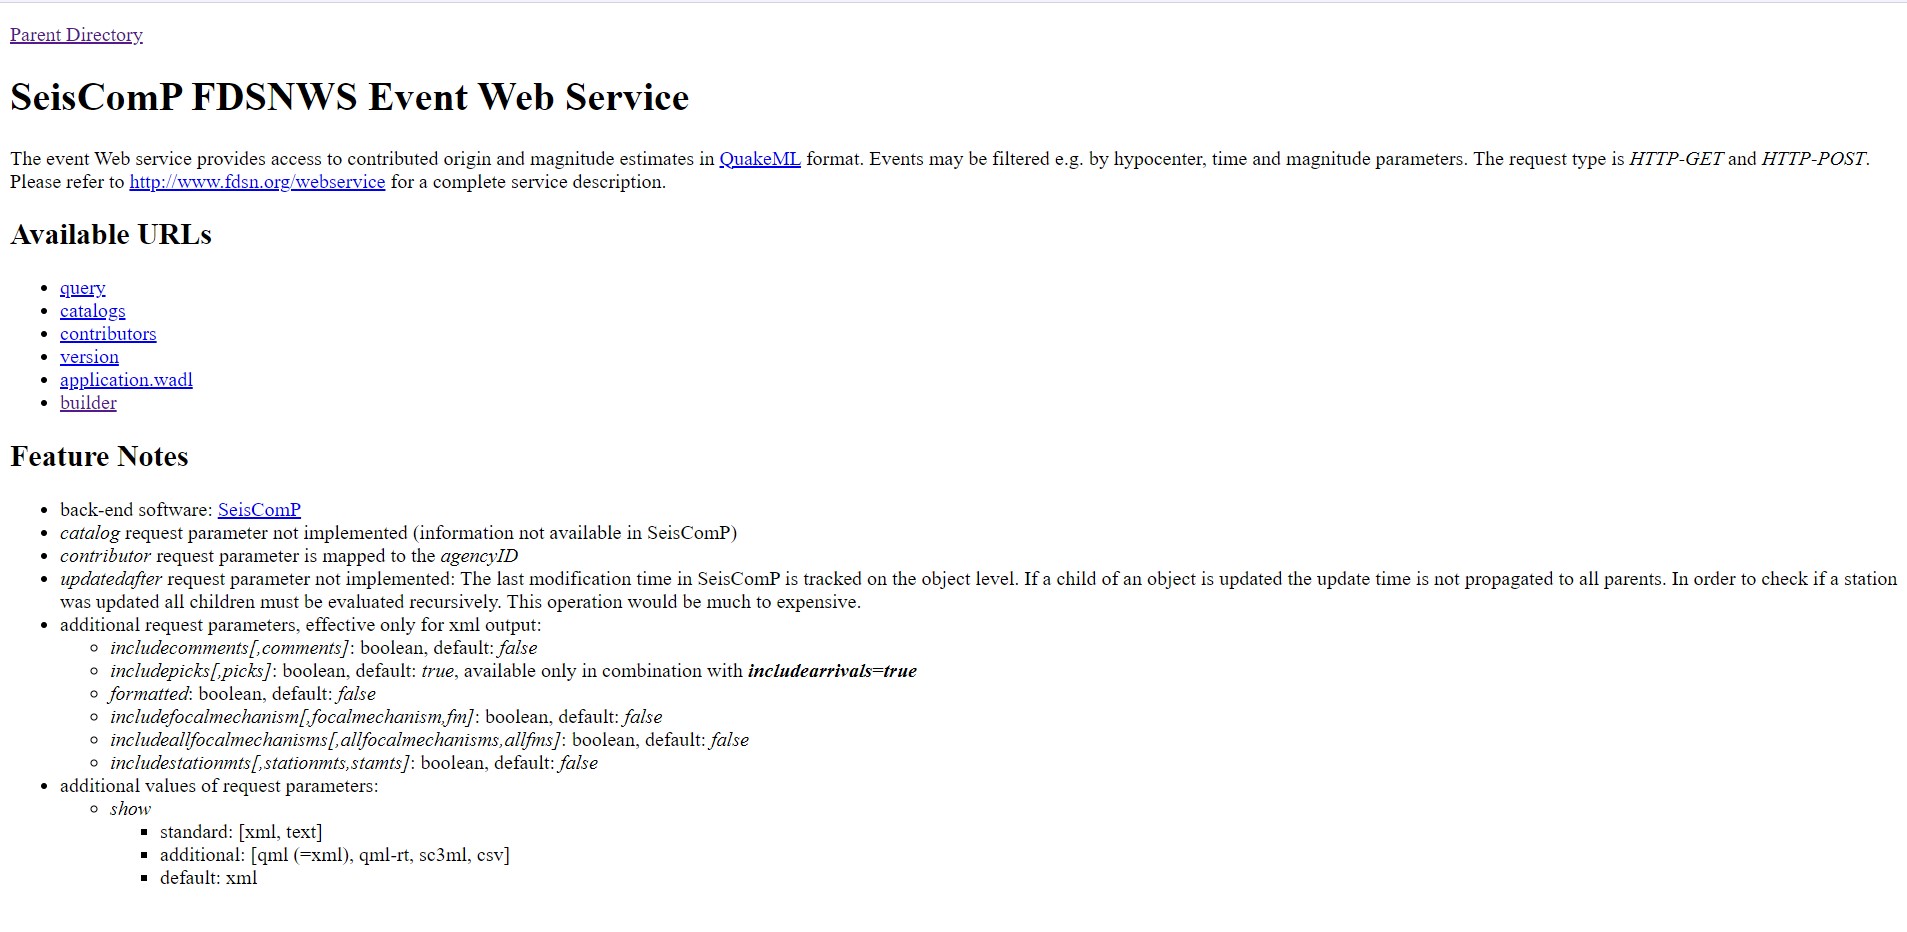 Parent Directory
SeisComP FDSNWS Event Web Service
The event Web service provides access to contributed origin and magnitude estimates in QuakeML format. Events may be filtered e.g. by hypocenter, time and magnitude parameters. The request type is HTTP-GET and HTTP-POST.
Please refer to http://www.fdsn.org/webservice for a complete service description.
Available URLs
• query
• catalogs
• contributors
• version
• application.wadl
• builder
Feature Notes
• back-end software: SeisComP
• catalog request parameter not implemented (information not available in SeisComP)
• contributor request parameter is mapped to the agencyID
• updatedafter request parameter not implemented: The last modification time in SeisComP is tracked on the object level. If a child of an object is updated the update time is not propagated to all parents. In order to check if a station
was updated all children must be evaluated recursively. This operation would be much to expensive.
• additional request parameters, effective only for xml output:
◦ includecomments[,comments]: boolean, default: false
◦ includepicks[,picks]: boolean, default: true, available only in combination with includearrivals=true
◦ formatted: boolean, default: false
◦ includefocalmechanism[,focalmechanism,fm]: boolean, default: false
◦ includeallfocalmechanisms[,allfocalmechanisms,allfms]: boolean, default: false
◦ includestationmts[,stationmts,stamts]: boolean, default: false
• additional values of request parameters:
◦ show
▪ standard: [xml, text]
▪ additional: [qml (=xml), qml-rt, sc3ml, csv]
▪ default: xml